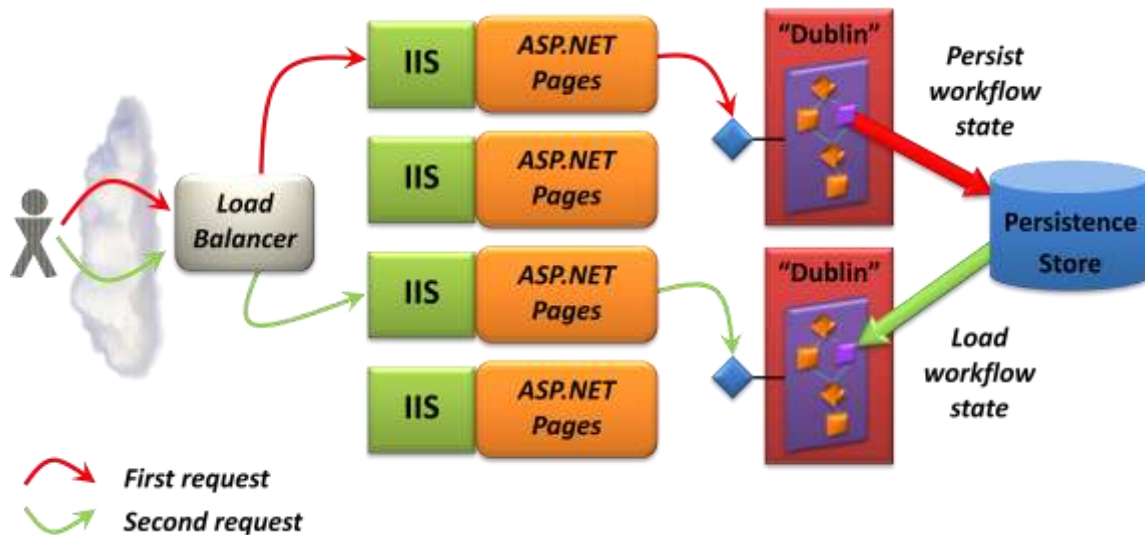 IIS
ASP.NET
Pages
"Dublin"
Persist
workflow
state
IIS
ASP.NET
Pages
Load
Balancer
Persistence
Store
IIS
ASP.NET
Pages
"Dublin"
Load
workflow
state
IIS
ASP.NET
Pages
First request
Second request